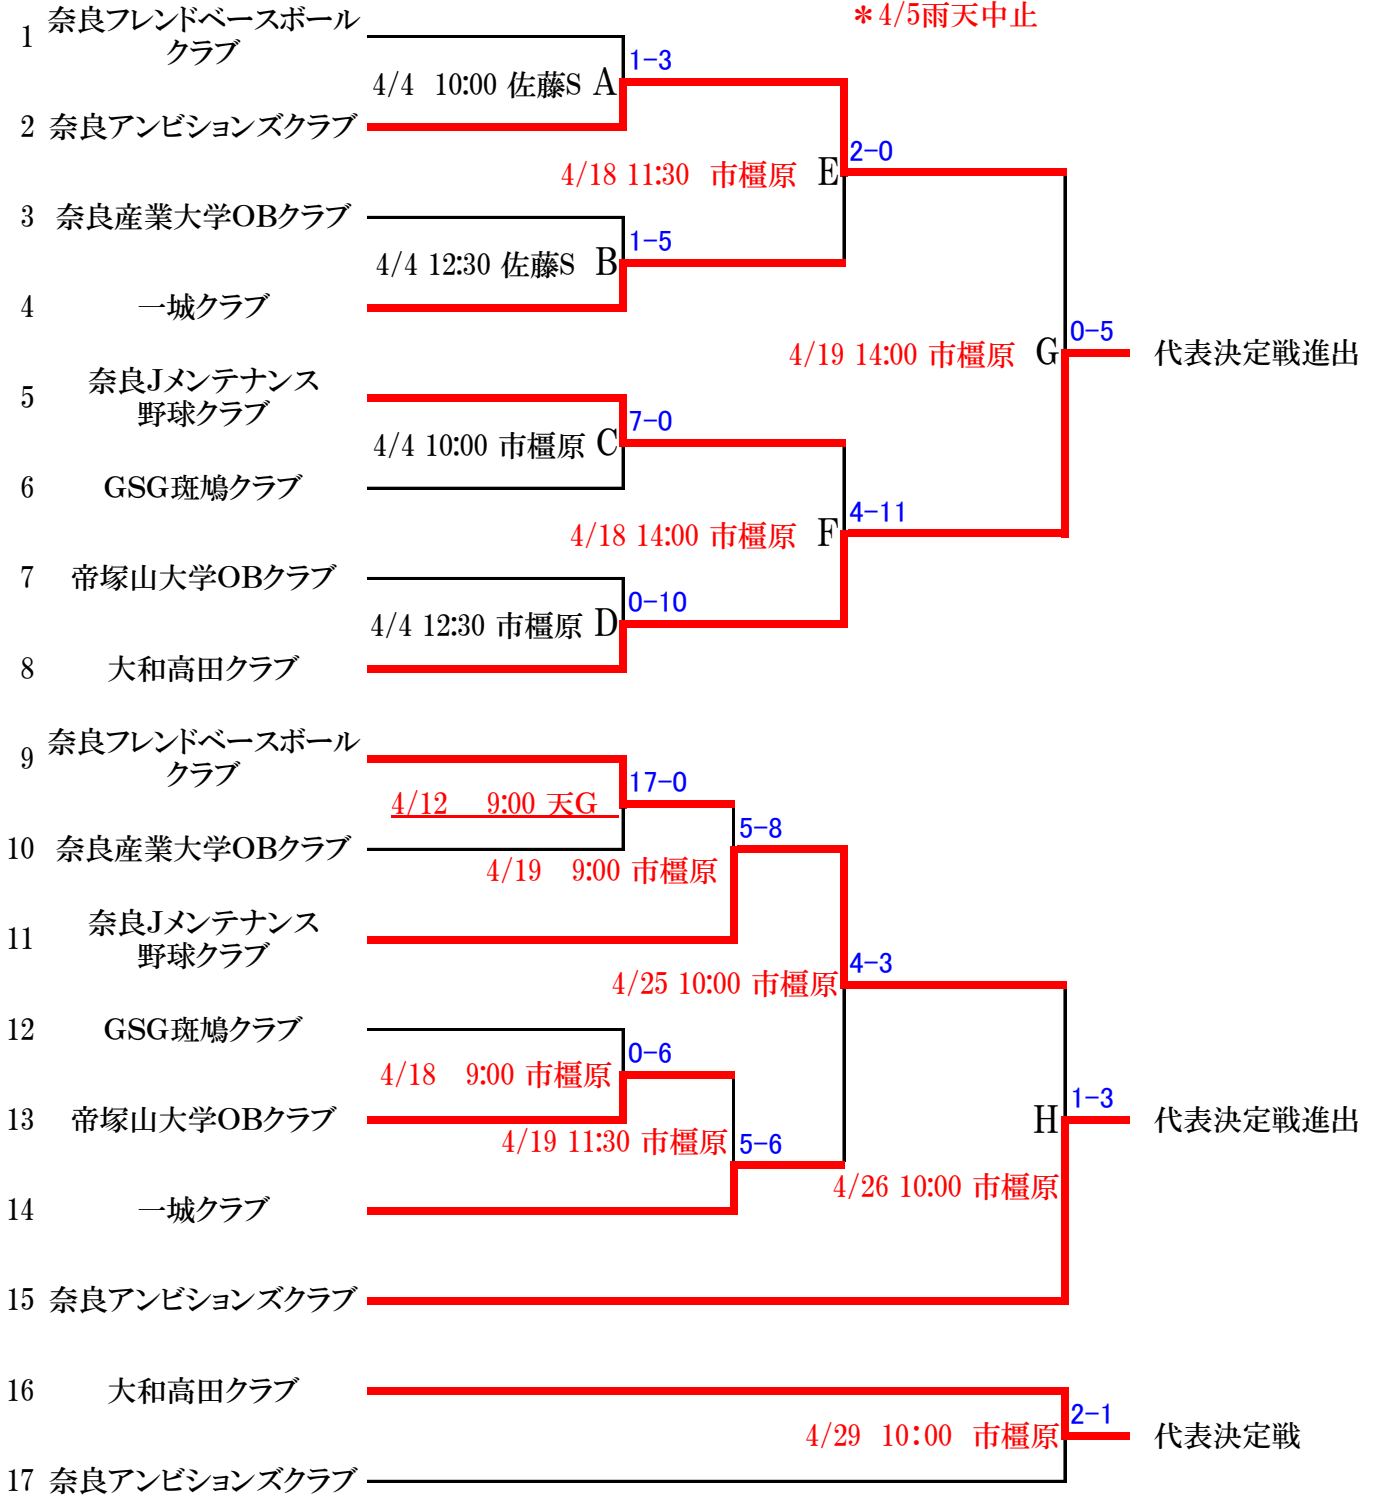 ＊4/5雨天中止
1 奈良フレンドベースボール
クラブ
1-3
4/4 10:00 佐藤S A
2 奈良アンビションズクラブ
2-0
4/18 11:30 市橿原 E
3 奈良産業大学OBクラブ
1-5
4/4 12:30 佐藤S B
4 一城クラブ
0-5
4/19 14:00 市橿原 G
代表決定戦進出
5 奈良Jメンテナンス
野球クラブ
7-0
4/4 10:00 市橿原 C
6 GSG斑鳩クラブ
4-11
4/18 14:00 市橿原 F
7 帝塚山大学OBクラブ
0-10
4/4 12:30 市橿原 D
8 大和高田クラブ
9 奈良フレンドベースボール
クラブ
17-0
4/12 9:00 天G
5-8
10 奈良産業大学OBクラブ
4/19 9:00 市橿原
11 奈良Jメンテナンス
野球クラブ
4-3
4/25 10:00 市橿原
12 GSG斑鳩クラブ
0-6
4/18 9:00 市橿原
13 帝塚山大学OBクラブ
1-3
H
代表決定戦進出
4/19 11:30 市橿原
5-6
4/26 10:00 市橿原
14 一城クラブ
15 奈良アンビションズクラブ
16 大和高田クラブ
2-1
4/29 10：00 市橿原
代表決定戦
17 奈良アンビションズクラブ